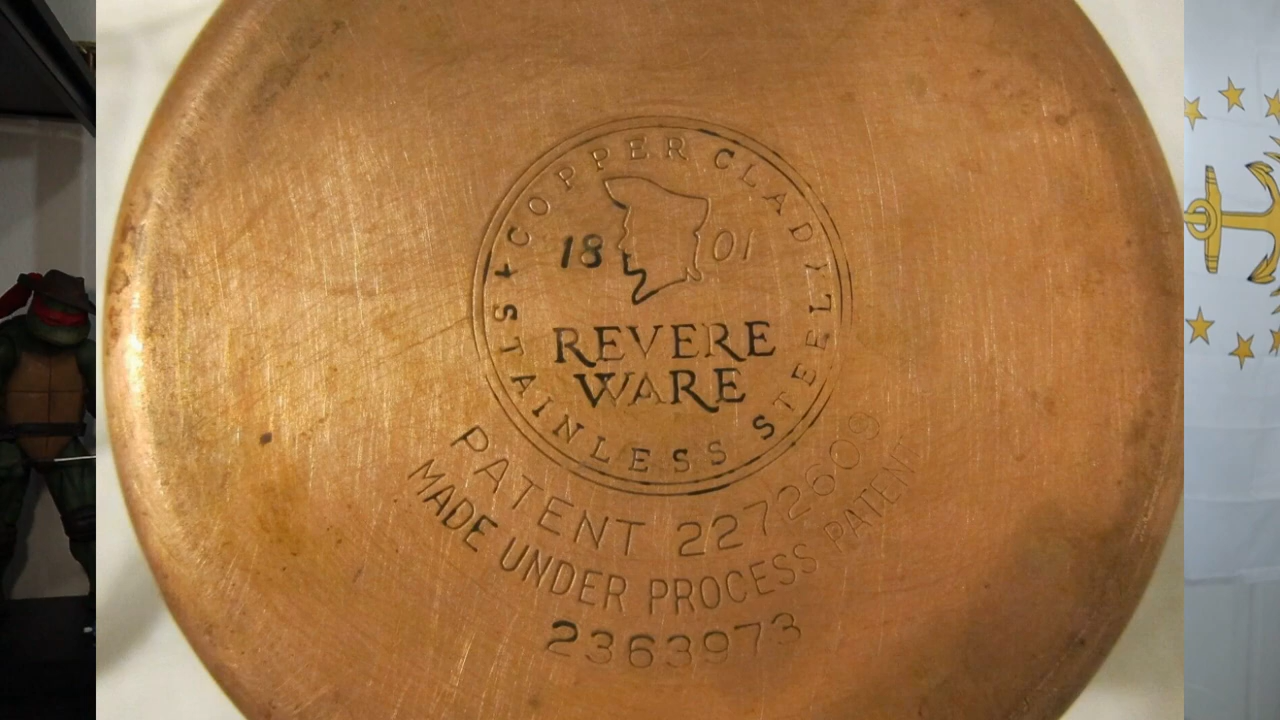 COPPER CLAD
18 01
REVERE
WARE
STAINLESS STEEL
PATENT 2272609
MADE UNDER PROCESS PATENT
2363973